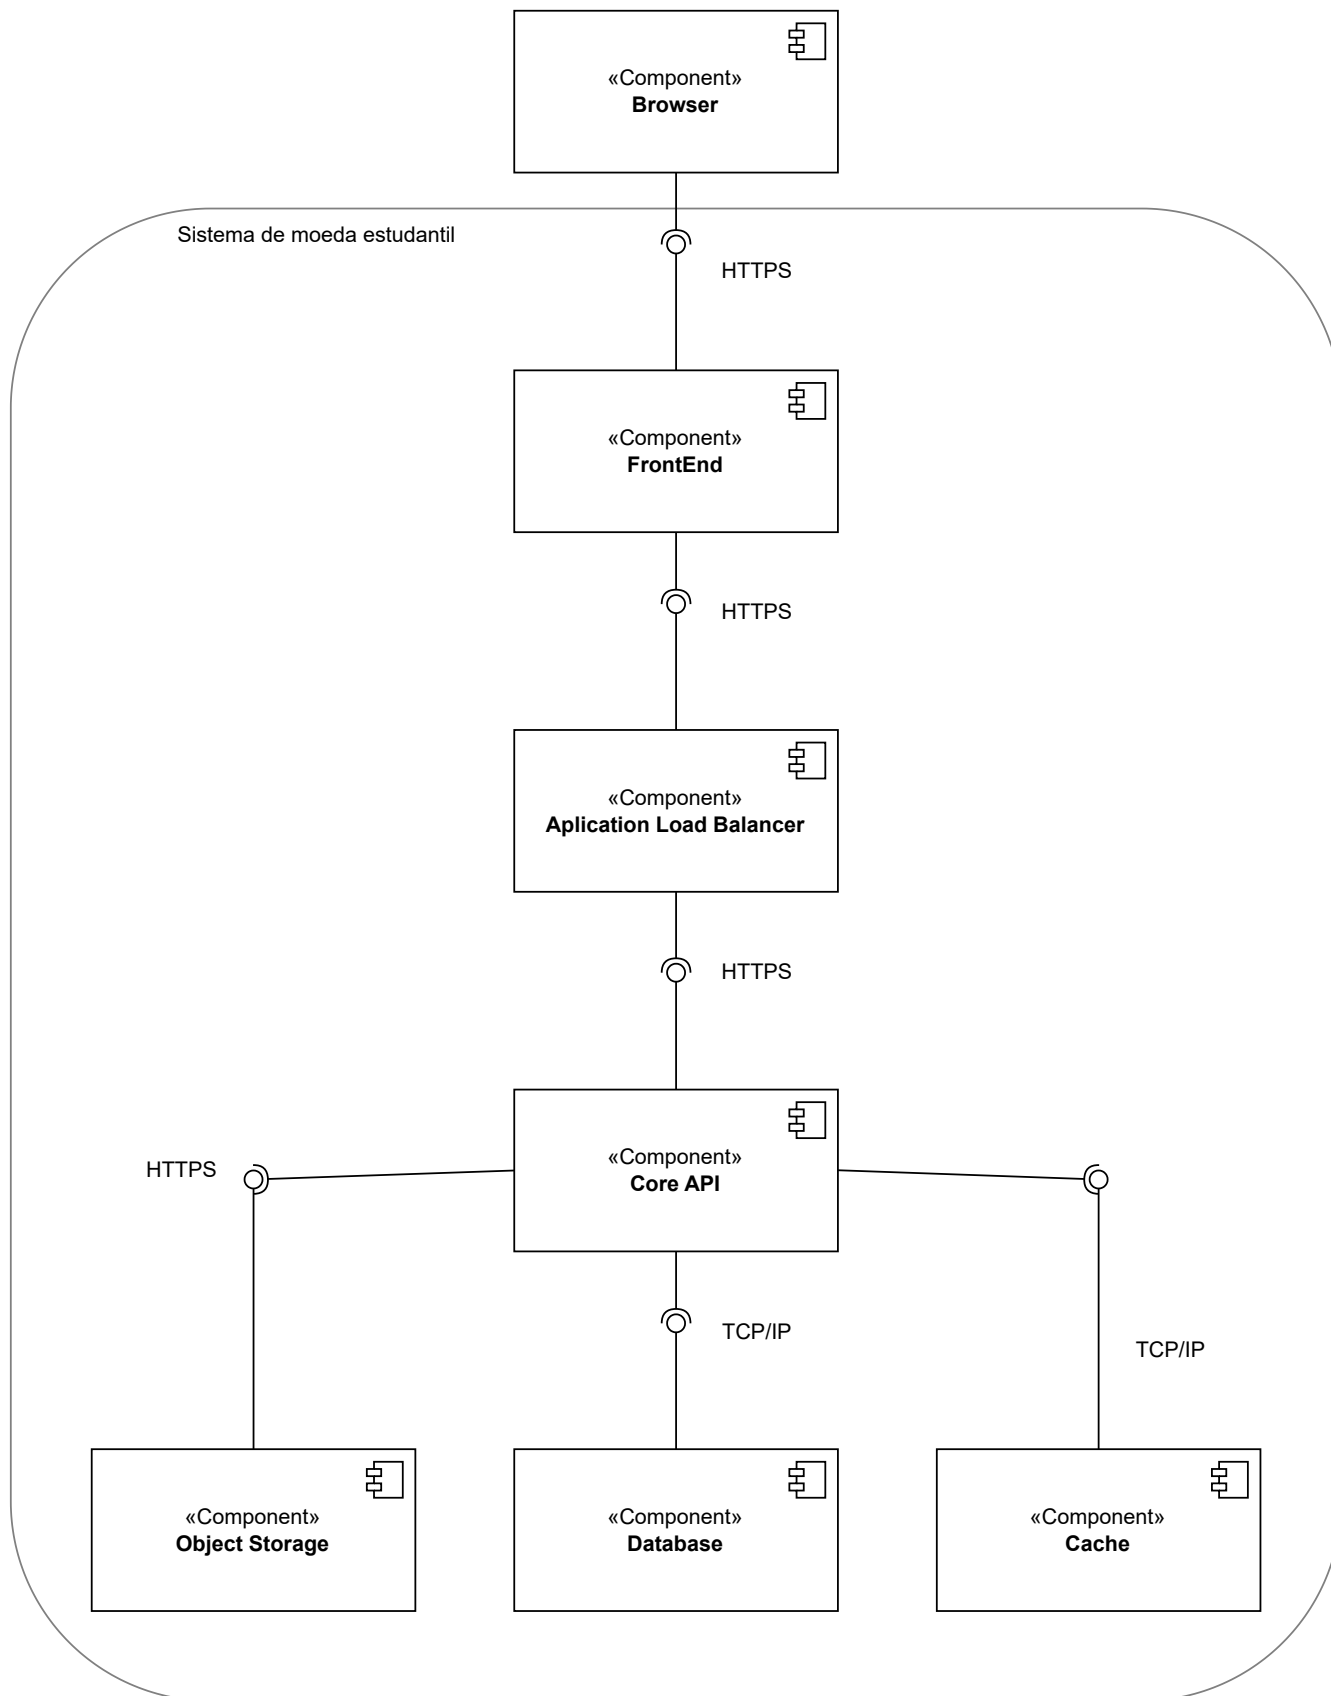 «Component»
Browser
Sistema de moeda estudantil
HTTPS
«Component»
FrontEnd
HTTPS
«Component»
Aplication Load Balancer
HTTPS
«Component»
Core API
HTTPS
TCP/IP
TCP/IP
«Component»
Object Storage
«Component»
Database
«Component»
Cache